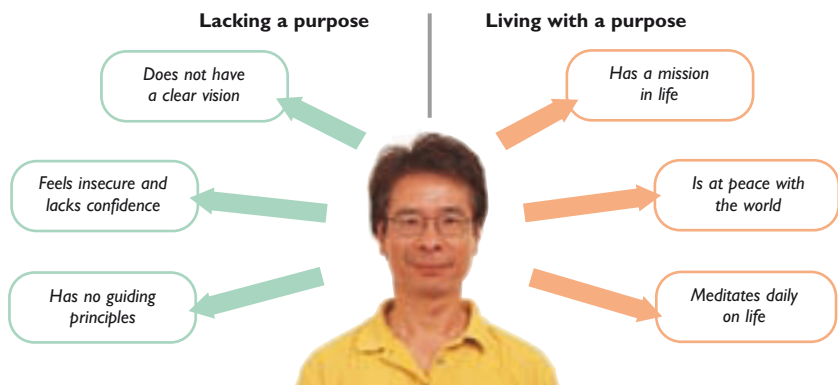 Lacking a purpose
Living with a purpose
Does not have
a clear vision
Has a mission
in life
Feels insecure and
lacks confidence
Is at peace with
the world
Has no guiding
principles
Meditates daily
on life